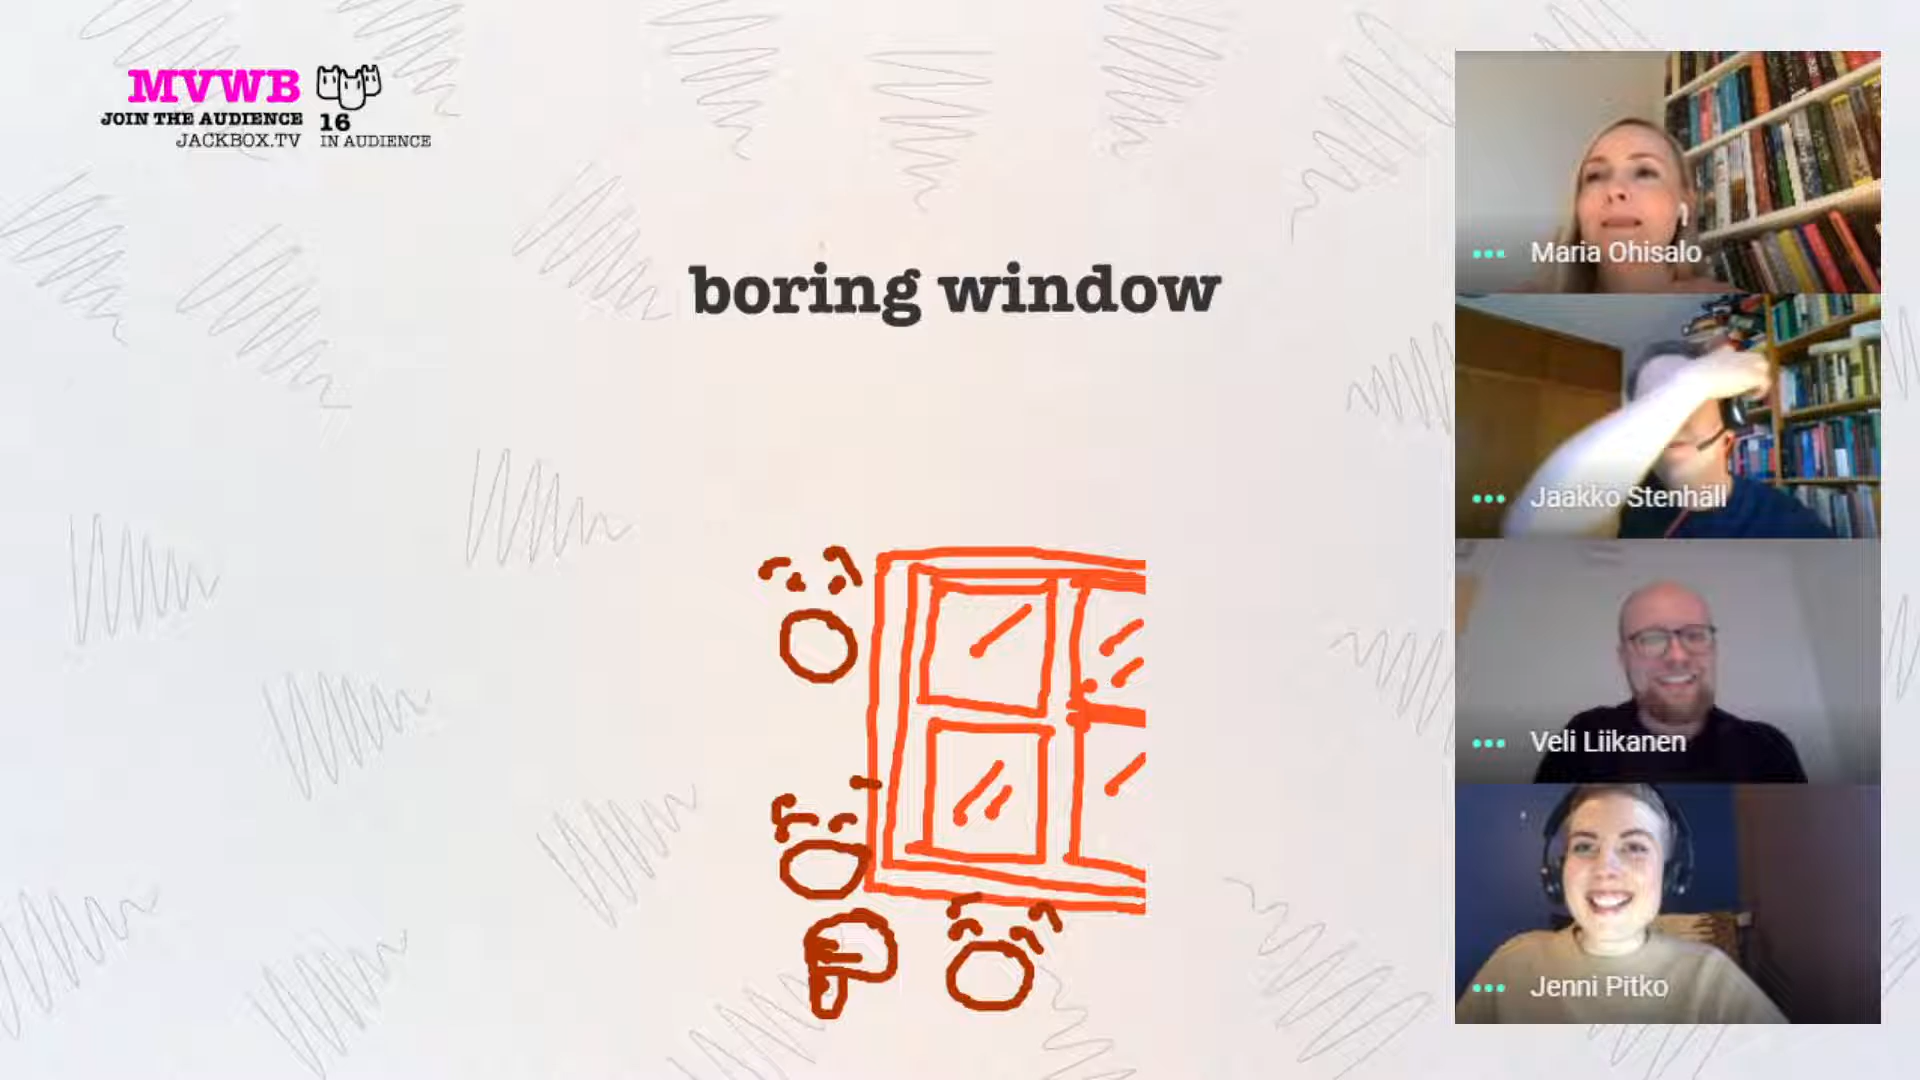 MVWB
JOIN THE AUDIENCE
JACKBOX.TV
16
IN AUDIENCE
boring window
Maria Ohisalo
Jaakko Stenhäll
Veli Liikanen
Jenni Pitko